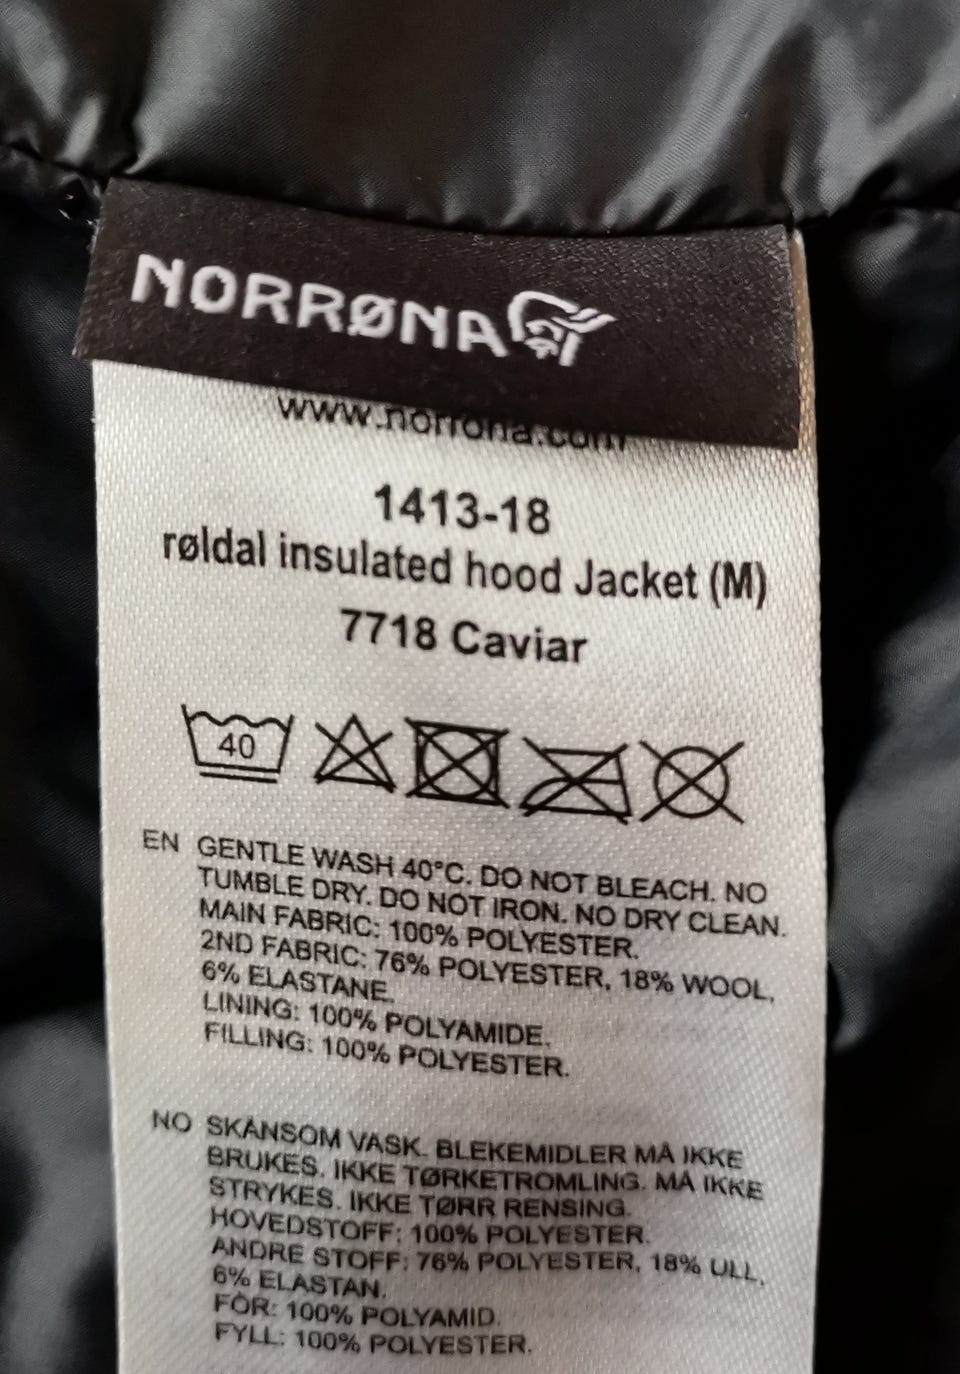 NORRØNA
www.norrona.com
1413-18
røldal insulated hood Jacket (M)
7718 Caviar
40
EN GENTLE WASH 40°C. DO NOT BLEACH. NO
TUMBLE DRY. DO NOT IRON. NO DRY CLEAN.
MAIN FABRIC: 100% POLYESTER.
2ND FABRIC: 76% POLYESTER, 18% WOOL,
6% ELASTANE.
LINING: 100% POLYAMIDE.
FILLING: 100% POLYESTER.
NO SKÅNSOM VASK. BLEKEMIDLER MÅ IKKE
BRUKES. IKKE TØRKETROMLING. MÅ IKKE
STRYKES. IKKE TØRR RENSING.
HOVEDSTOFF: 100% POLYESTER.
ANDRE STOFF: 76% POLYESTER, 18% ULL,
6% ELASTAN.
FÔR: 100% POLYAMID.
FYLL: 100% POLYESTER.